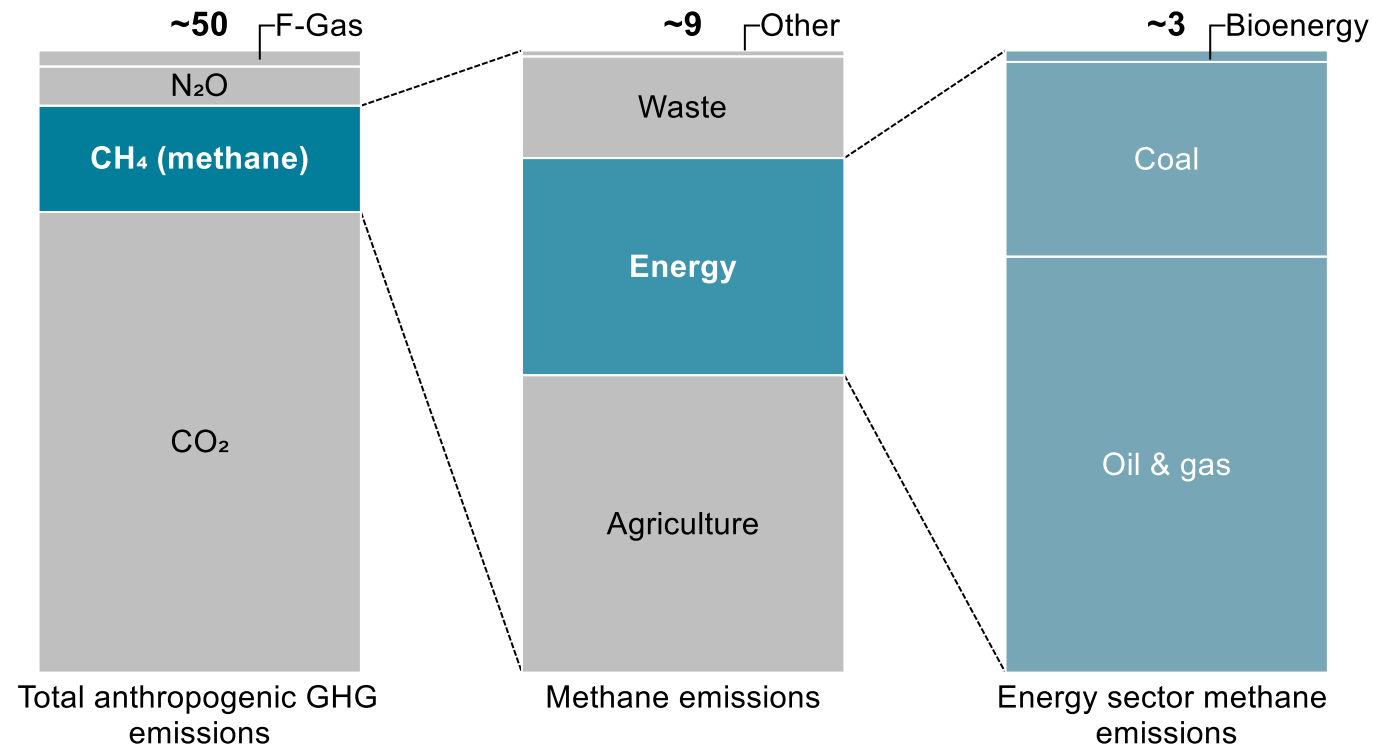 ~50
F-Gas
N₂O
CH₄ (methane)
CO₂
Total anthropogenic GHG
emissions
~9
Other
Waste
Energy
Agriculture
Methane emissions
~3
Bioenergy
Coal
Oil & gas
Energy sector methane
emissions